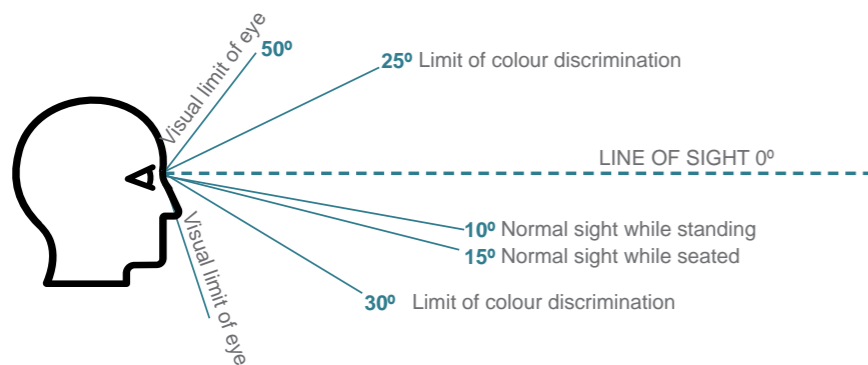 Visual limit of eye
50º
25º Limit of colour discrimination
LINE OF SIGHT 0º
10º Normal sight while standing
15º Normal sight while seated
30º Limit of colour discrimination
Visual limit of eye